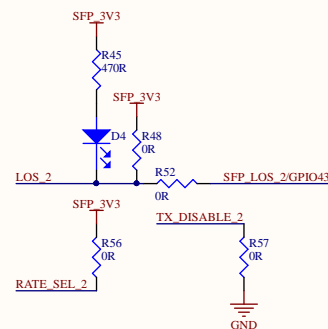 SFP_3V3
R45
470R
SFP_3V3
D4
R48
0R
LOS_2
R52
SFP_LOS_2/GPIO43
0R
SFP_3V3
TX_DISABLE_2
R56
0R
R57
0R
RATE_SEL_2
GND